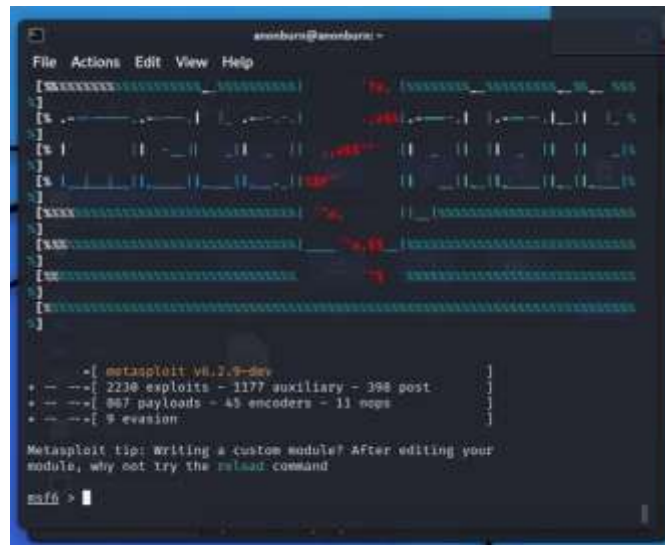 anonburn@anonburn: ~
File Actions Edit View Help
=[ metasploit v6.2.9-dev ]
+ -- --=[ 2230 exploits - 1177 auxiliary - 398 post ]
+ -- --=[ 867 payloads - 45 encoders - 11 nops ]
+ -- --=[ 9 evasion ]
Metasploit tip: Writing a custom module? After editing your
module, why not try the reload command
msf6 >